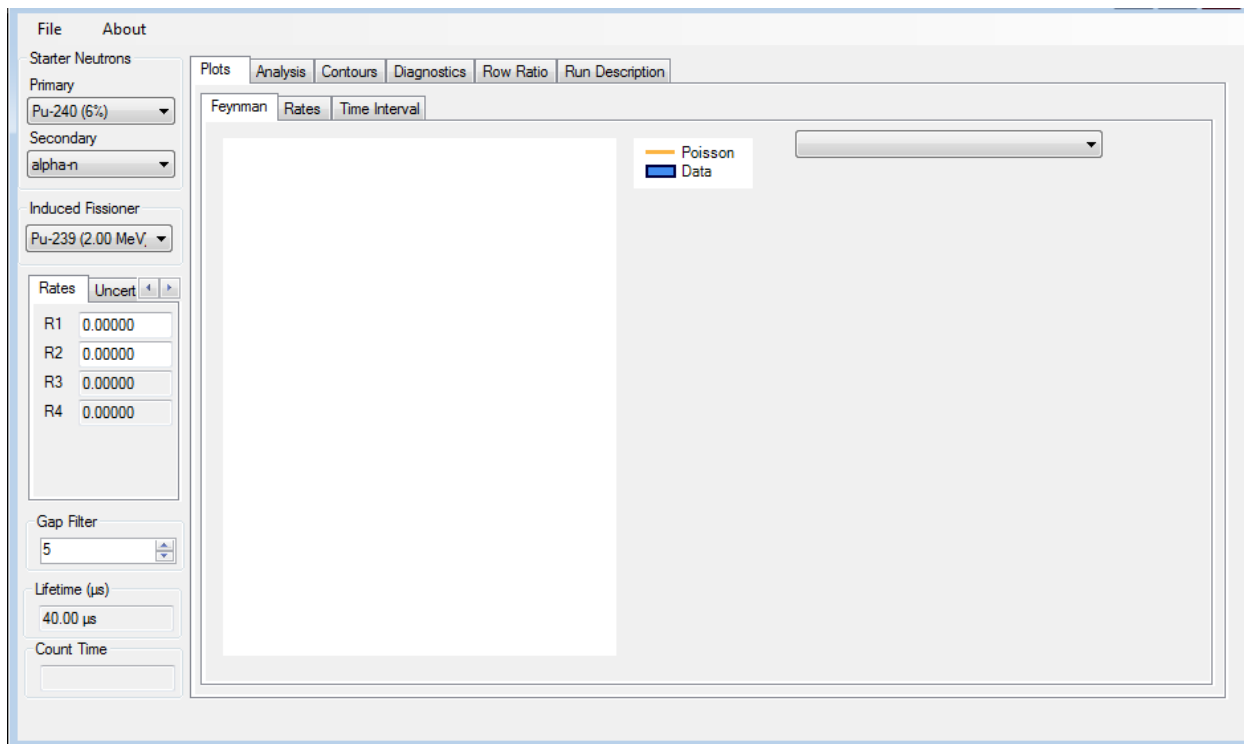 File About
Starter Neutrons
Primary
Pu-240 (6%)
Secondary
alpha-n
Induced Fissioner
Pu-239 (2.00 MeV,
Rates Uncert
R1 0.00000
R2 0.00000
R3 0.00000
R4 0.00000
Gap Filter
5
Lifetime (µs)
40.00 µs
Count Time
Plots Analysis Contours Diagnostics Row Ratio Run Description
Feynman Rates Time Interval
Poisson
Data